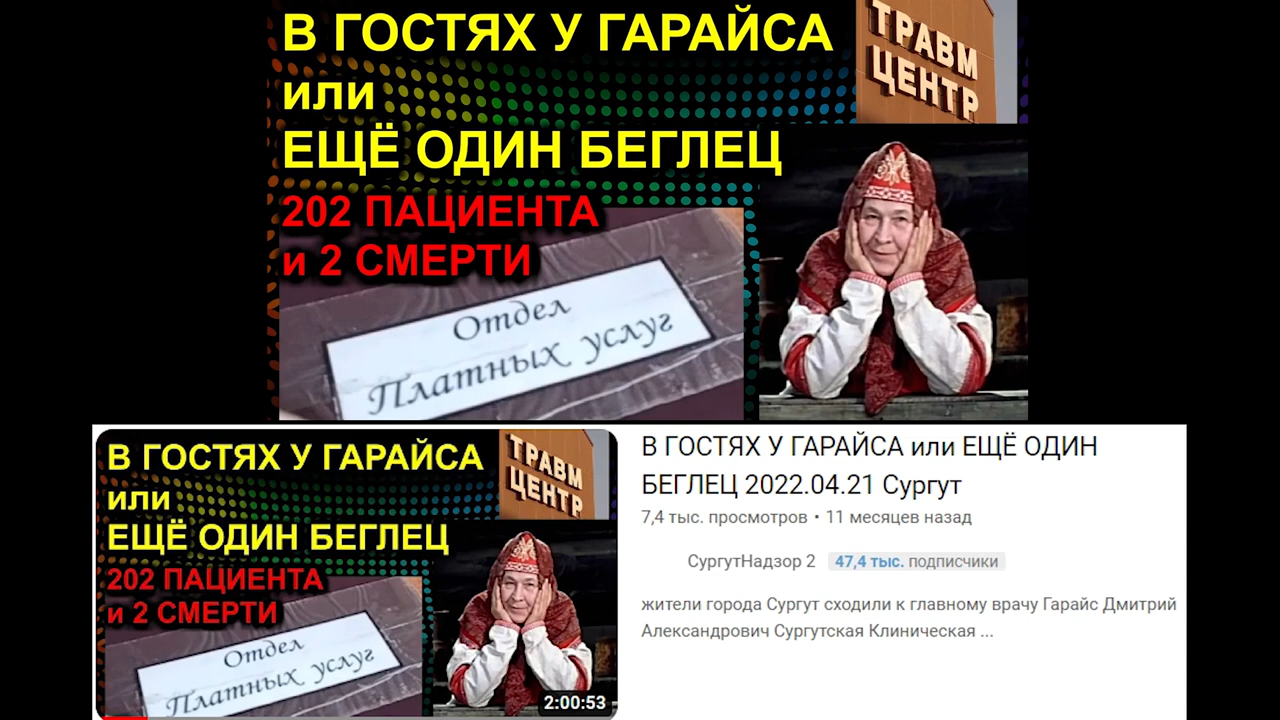 В ГОСТЯХ У ГАРАЙСА
или
ЕЩЁ ОДИН БЕГЛЕЦ
202 ПАЦИЕНТА
и 2 СМЕРТИ
ТРАВМ
ЦЕНТР
Отдел
Платных услуг
В ГОСТЯХ У ГАРАЙСА
или
ЕЩЁ ОДИН БЕГЛЕЦ
202 ПАЦИЕНТА
и 2 СМЕРТИ
ТРАВМ
ЦЕНТР
Отдел
Платных услуг
2:00:53
В ГОСТЯХ У ГАРАЙСА или ЕЩЁ ОДИН
БЕГЛЕЦ 2022.04.21 Сургут
7,4 тыс. просмотров • 11 месяцев назад
СургутНадзор 2 47,4 тыс. подписчики
жители города Сургут сходили к главному врачу Гарайс Дмитрий
Александрович Сургутская Клиническая ...